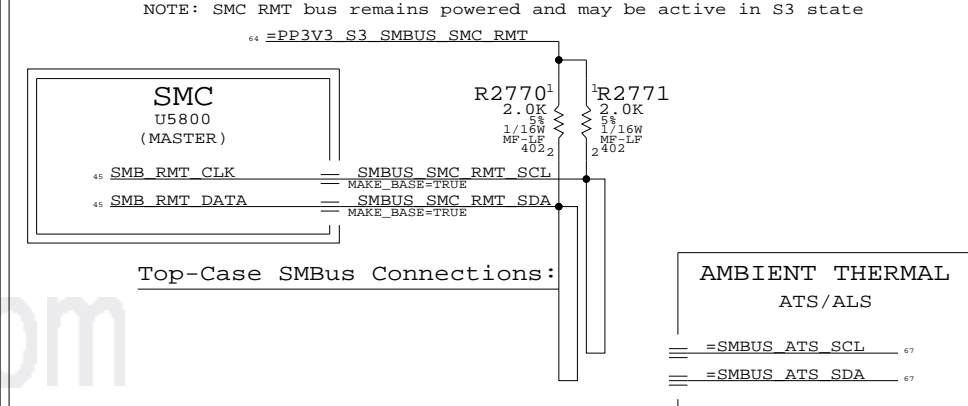 NOTE: SMC RMT bus remains powered and may be active in S3 state
64 =PP3V3_S3_SMBUS_SMC_RMT
SMC
U5800
(MASTER)
R2770 1
2.0K
5%
1/16W
MF-LF
402 2
1 R2771
2.0K
5%
1/16W
MF-LF
2 402
45 SMB_RMT_CLK
SMBUS_SMC_RMT_SCL
MAKE_BASE=TRUE
45 SMB_RMT_DATA
SMBUS_SMC_RMT_SDA
MAKE_BASE=TRUE
Top-Case SMBus Connections:
AMBIENT THERMAL
ATS/ALS
=SMBUS_ATS_SCL 67
=SMBUS_ATS_SDA 67
om